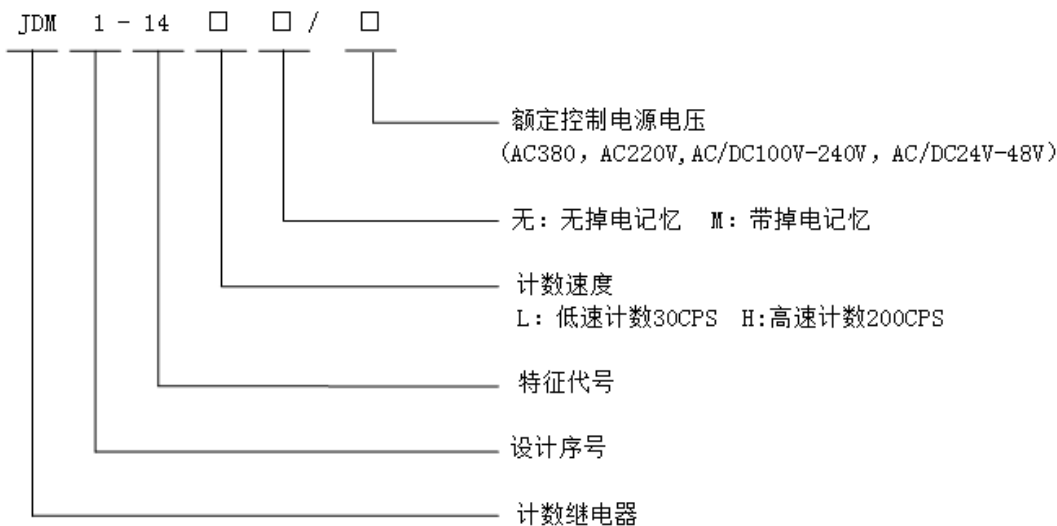 JDM 1 - 14 □ □ / □
额定控制电源电压
(AC380, AC220V,AC/DC100V-240V, AC/DC24V-48V)
无: 无掉电记忆 M: 带掉电记忆
计数速度
L: 低速计数30CPS H:高速计数200CPS
特征代号
设计序号
计数继电器